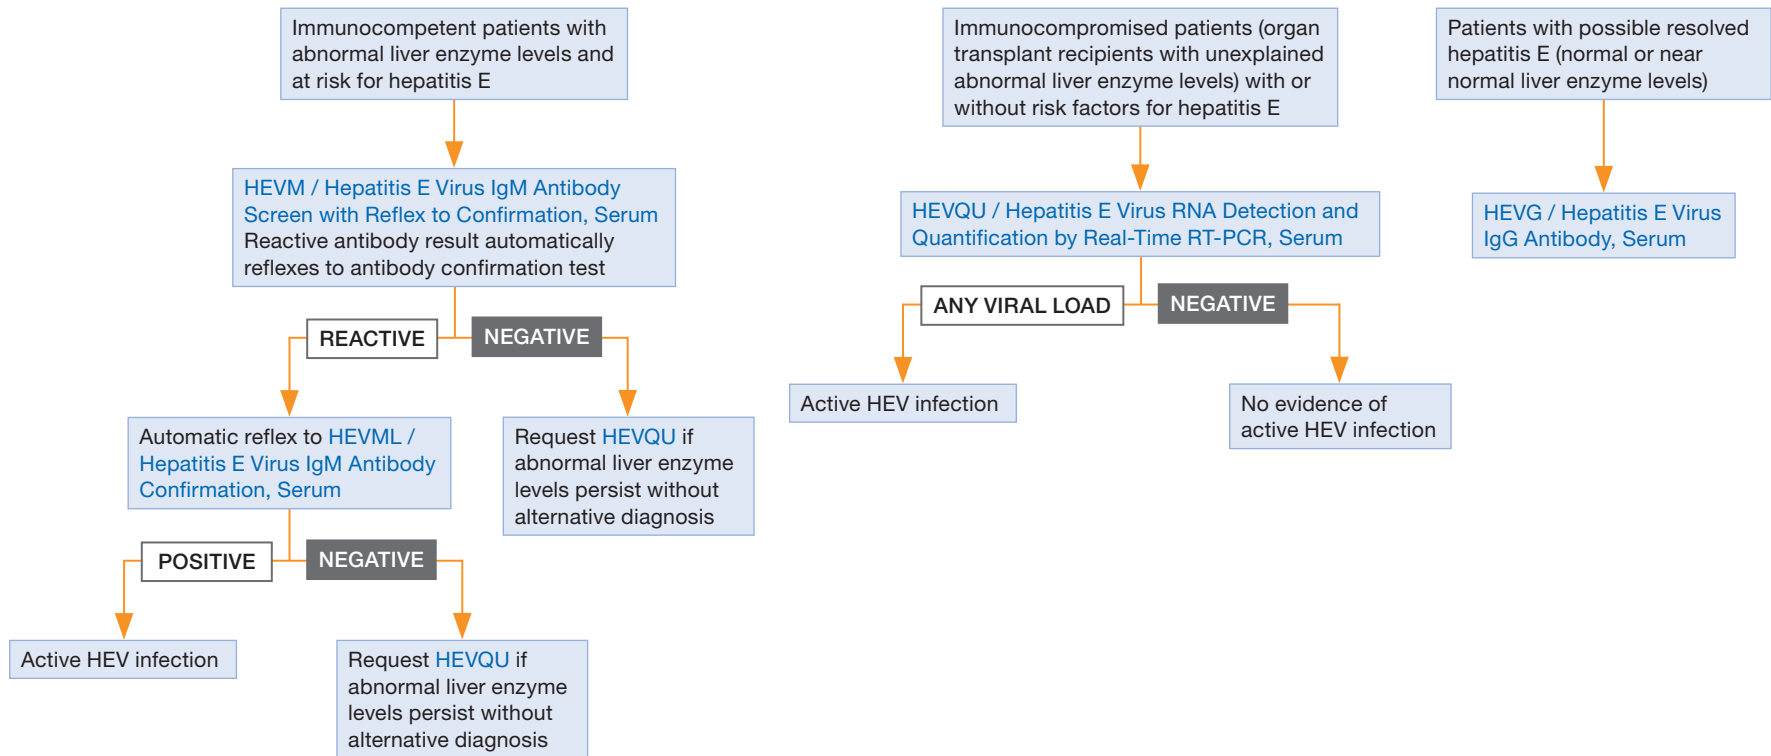 Immunocompetent patients with
abnormal liver enzyme levels and
at risk for hepatitis E
Immunocompromised patients (organ
transplant recipients with unexplained
abnormal liver enzyme levels) with or
without risk factors for hepatitis E
Patients with possible resolved
hepatitis E (normal or near
normal liver enzyme levels)
HEVM / Hepatitis E Virus IgM Antibody
Screen with Reflex to Confirmation, Serum
Reactive antibody result automatically
reflexes to antibody confirmation test
HEVQU / Hepatitis E Virus RNA Detection and
Quantification by Real-Time RT-PCR, Serum
HEVG / Hepatitis E Virus
IgG Antibody, Serum
REACTIVE
NEGATIVE
ANY VIRAL LOAD
NEGATIVE
Automatic reflex to HEVML /
Hepatitis E Virus IgM Antibody
Confirmation, Serum
Request HEVQU if
abnormal liver enzyme
levels persist without
alternative diagnosis
Active HEV infection
No evidence of
active HEV infection
POSITIVE
NEGATIVE
Active HEV infection
Request HEVQU if
abnormal liver enzyme
levels persist without
alternative diagnosis